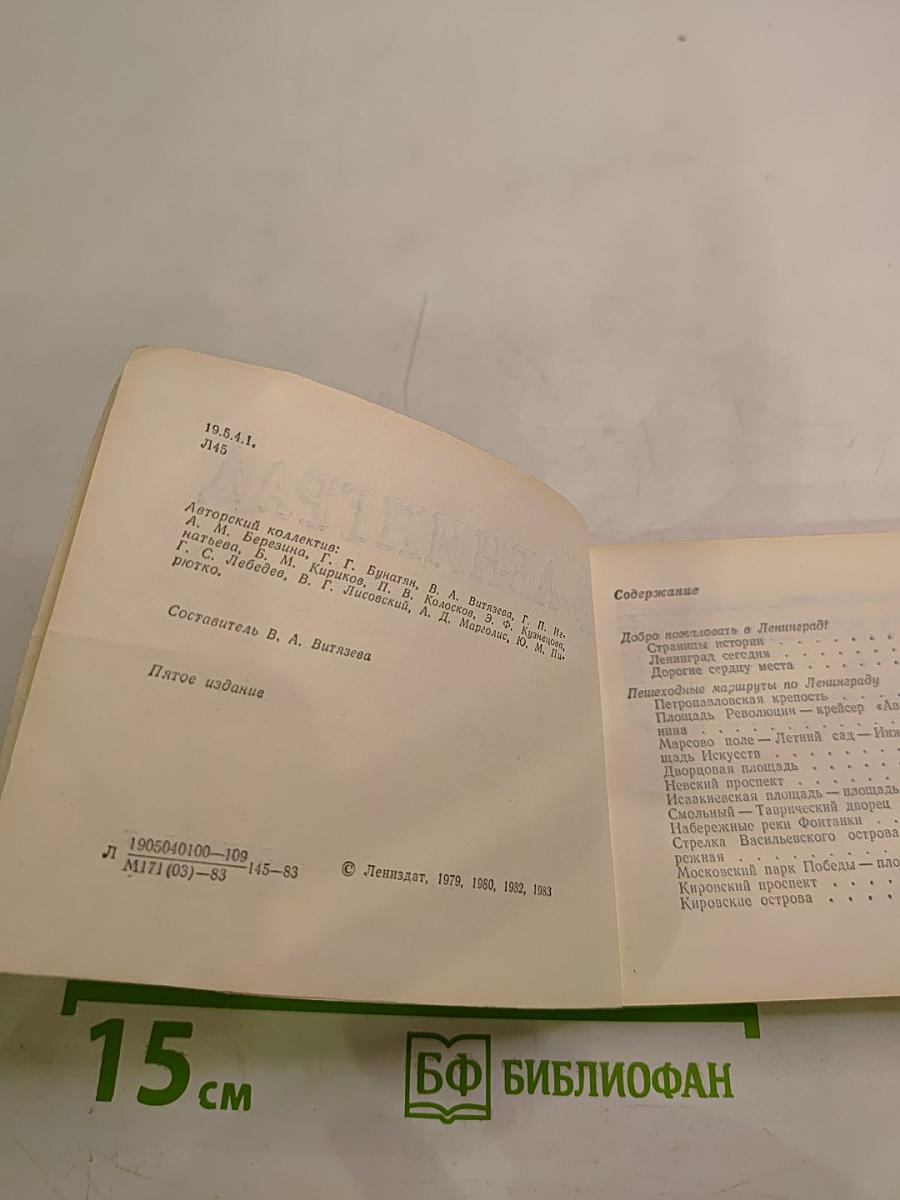 19.5.4.1.
Л45
Авторский коллектив:
А. М. Березина, Г. Г. Бунатян, В. А. Витязева, Г. П. Иг-
натьева, Б. М. Кириков, П. В. Колосков, Э. Ф. Кузнецова,
Г. С. Лебедев, В. Г. Лисовский, А. Д. Марголис, Ю. М. Пи-
рютко.
Составитель В. А. Витязева
Пятое издание
Л 1905040100—109
М171(03)—83 145—83
© Лениздат, 1979, 1980, 1982, 1983
Содержание
Добро пожаловать в Ленинград!
Страницы истории . . . . . .
Ленинград сегодня . . . . . .
Дорогие сердцу места . . . . .
Пешеходные маршруты по Ленинграду
Петропавловская крепость . . . .
Площадь Революции — крейсер «Ав
нина . . . . . . . . . .
Марсово поле — Летний сад — Инж
щадь Искусств . . . . . . .
Дворцовая площадь . . . . . .
Невский проспект . . . . . .
Исаакиевская площадь — площадь
Смольный — Таврический дворец
Набережные реки Фонтанки . .
Стрелка Васильевского острова
режная . . . . . . . . .
Московский парк Победы — пло
Кировский проспект . . . . .
Кировские острова . . . . .
15 см
БФ БИБЛИОФАН